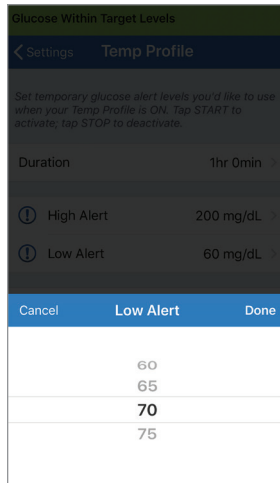 Glucose Within Target Levels
Settings Temp Profile
Set temporary glucose alert levels you'd like to use
when your Temp Profile is ON. Tap START to
activate; tap STOP to deactivate.
Duration 1hr 0min
High Alert 200 mg/dL
Low Alert 60 mg/dL
Cancel Low Alert Done
60
65
70
75